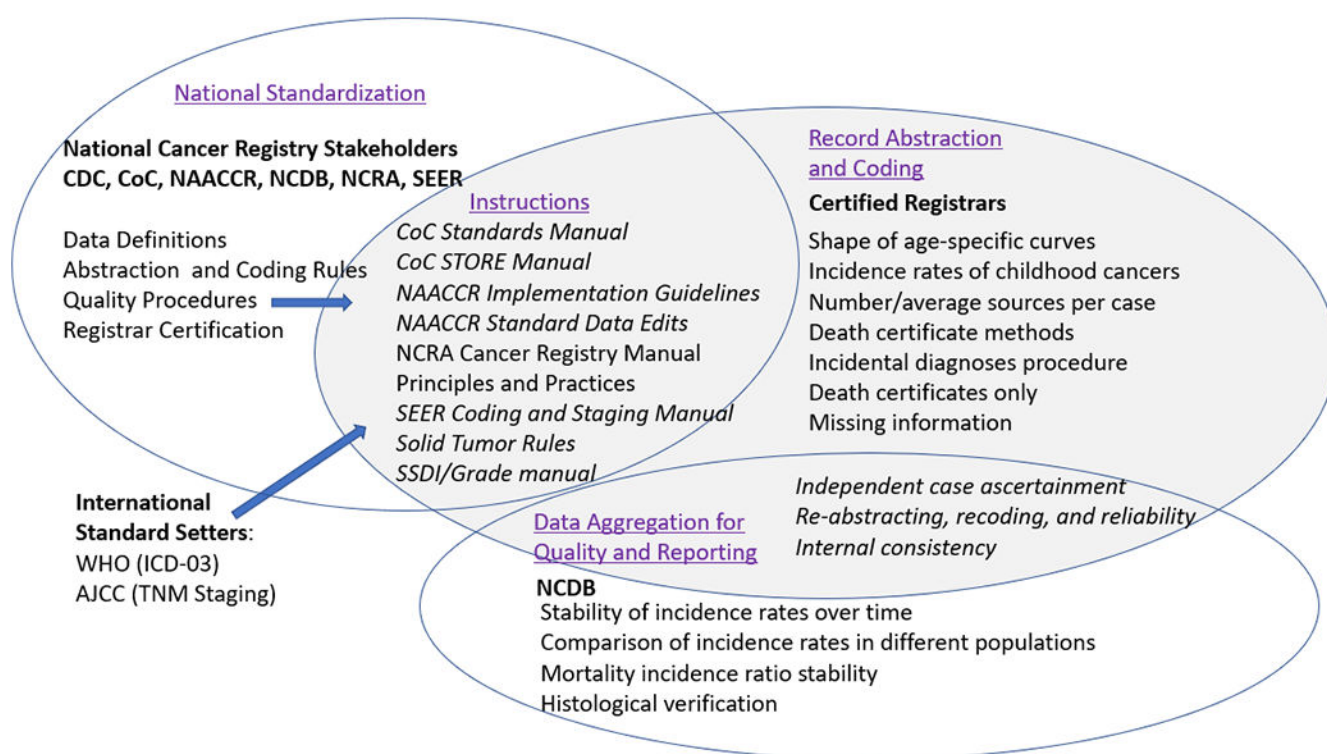 National Standardization
National Cancer Registry Stakeholders
CDC, CoC, NAACCR, NCDB, NCRA, SEER
Data Definitions
Abstraction and Coding Rules
Quality Procedures
Registrar Certification
Instructions
CoC Standards Manual
CoC STORE Manual
NAACCR Implementation Guidelines
NAACCR Standard Data Edits
NCRA Cancer Registry Manual
Principles and Practices
SEER Coding and Staging Manual
Solid Tumor Rules
SSDI/Grade manual
Record Abstraction
and Coding
Certified Registrars
Shape of age-specific curves
Incidence rates of childhood cancers
Number/average sources per case
Death certificate methods
Incidental diagnoses procedure
Death certificates only
Missing information
International
Standard Setters:
WHO (ICD-03)
AJCC (TNM Staging)
Independent case ascertainment
Re-abstracting, recoding, and reliability
Internal consistency
Data Aggregation for
Quality and Reporting
NCDB
Stability of incidence rates over time
Comparison of incidence rates in different populations
Mortality incidence ratio stability
Histological verification